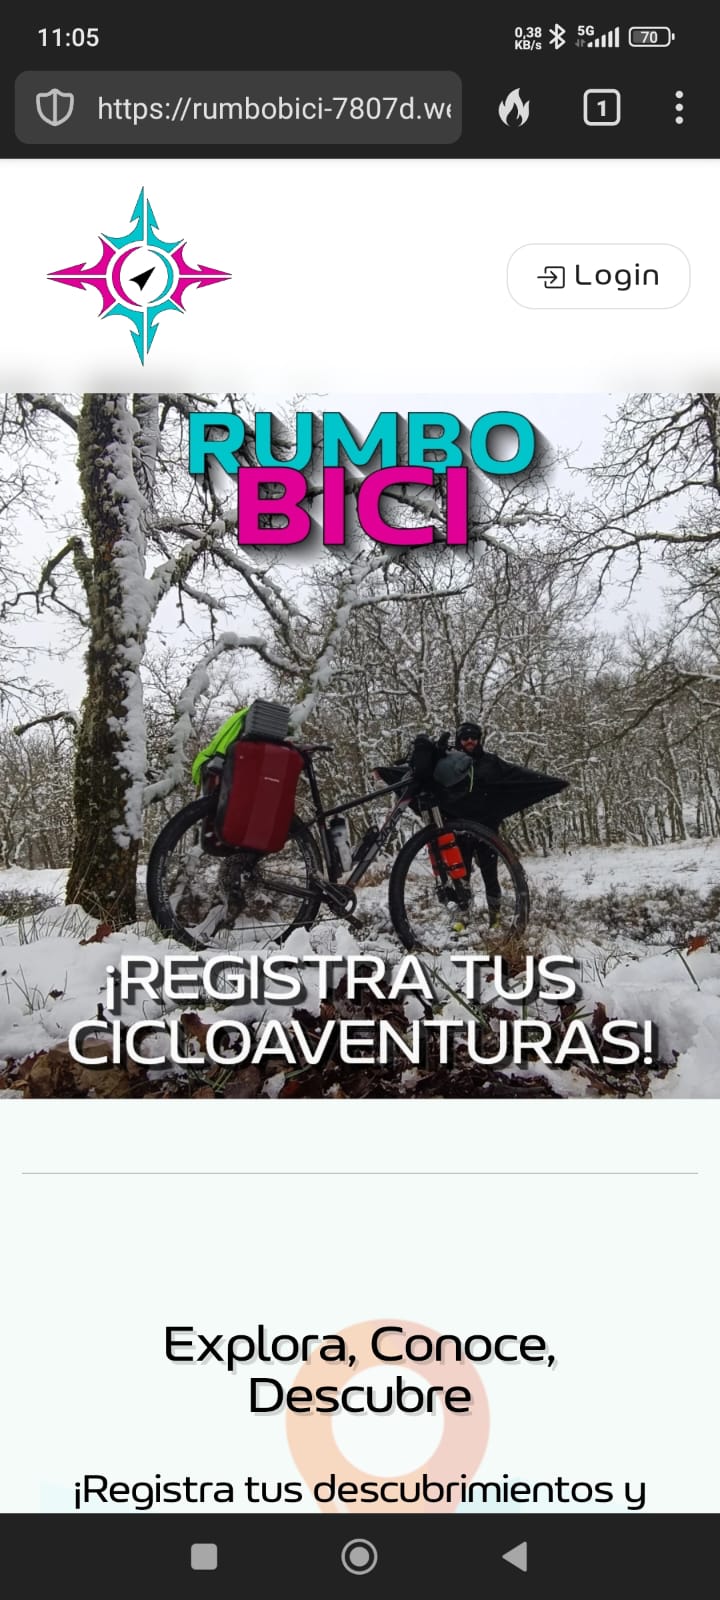 11:05
0,38
KB/s
5G
70
https://rumbobici-7807d.we
1
Login
RUMBO
BICI
¡REGISTRA TUS
CICLOAVENTURAS!
Explora, Conoce,
Descubre
¡Registra tus descubrimientos y